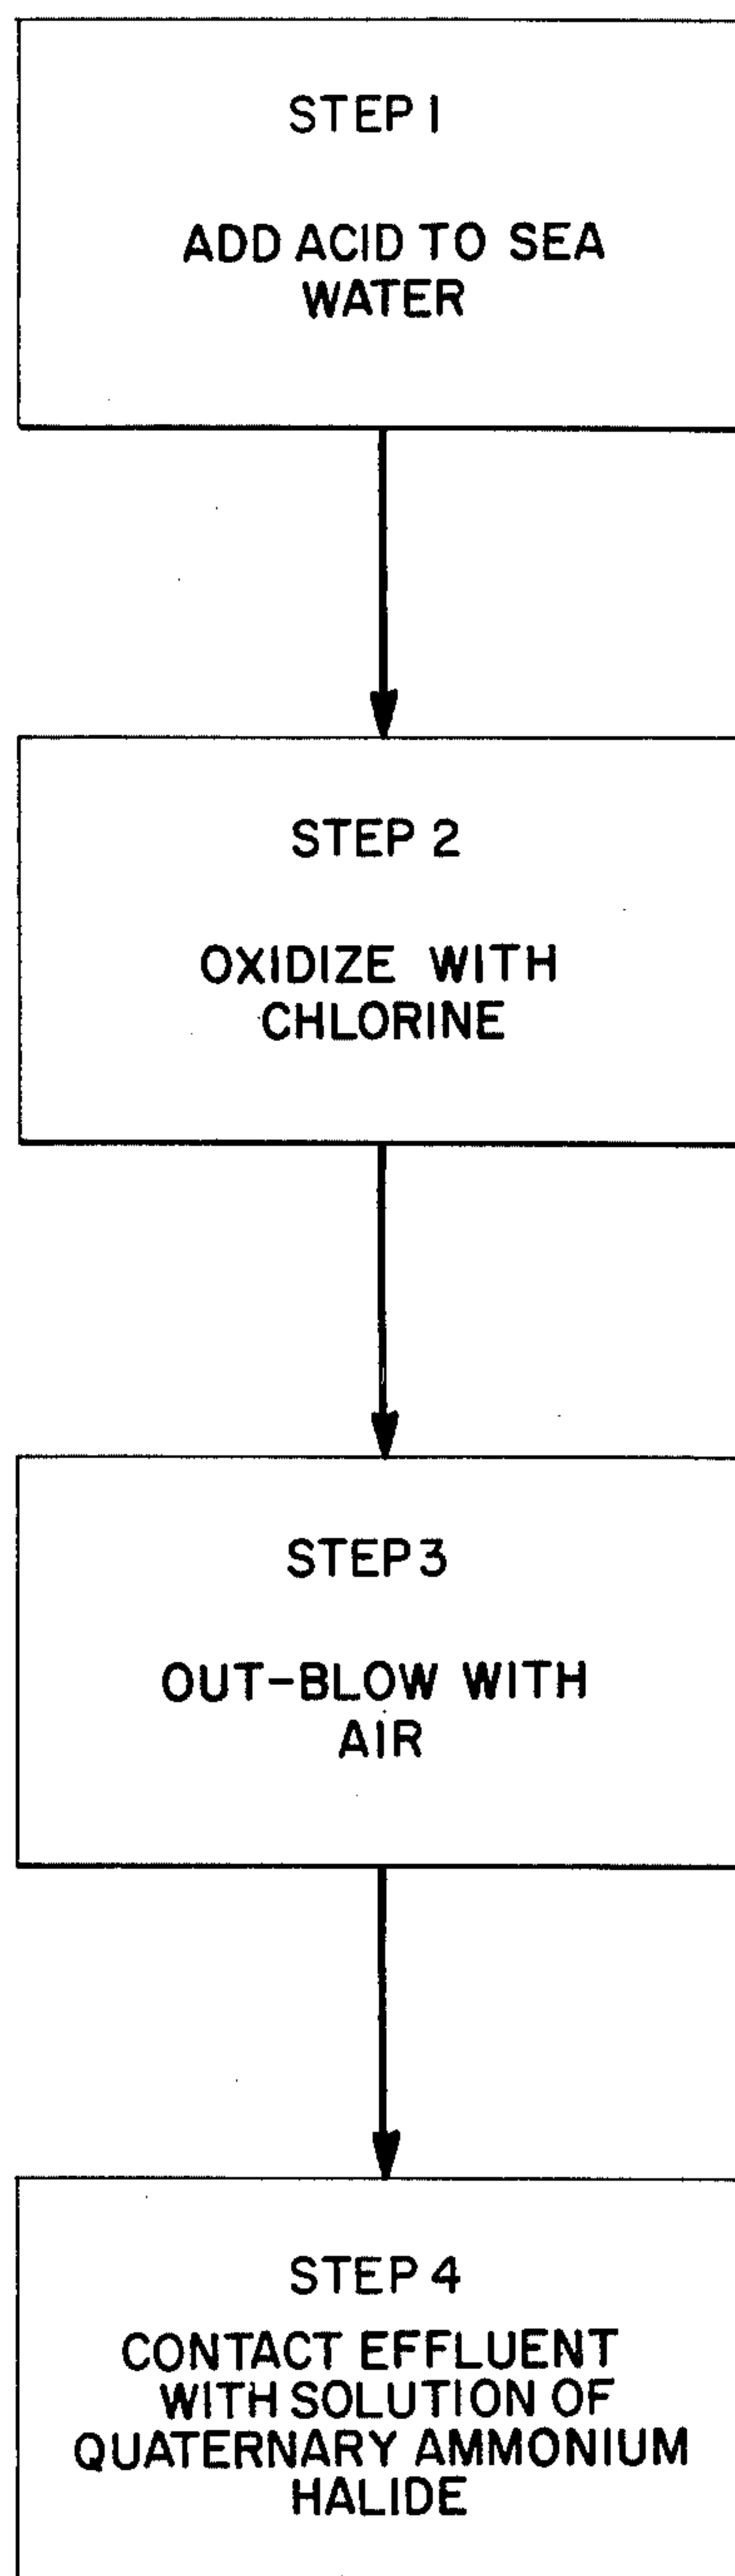 STEP 1
ADD ACID TO SEA
WATER
STEP 2
OXIDIZE WITH
CHLORINE
STEP 3
OUT-BLOW WITH
AIR
STEP 4
CONTACT EFFLUENT
WITH SOLUTION OF
QUATERNARY AMMONIUM
HALIDE